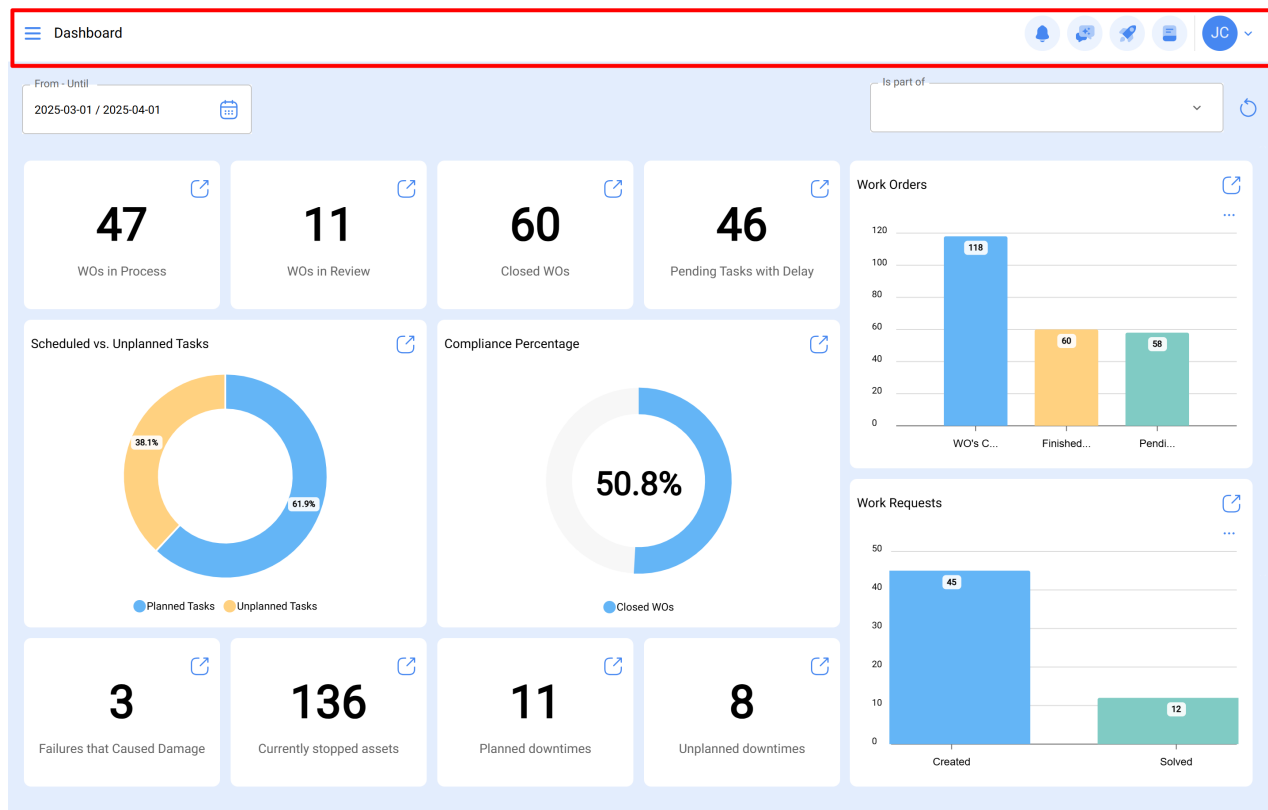 Dashboard
JC
From - Until
2025-03-01 / 2025-04-01
Is part of
47
WOs in Process
11
WOs in Review
60
Closed WOs
46
Pending Tasks with Delay
Work Orders
...
120
100
80
60
40
20
0
118
60
58
WO's C...
Finished...
Pendi...
Scheduled vs. Unplanned Tasks
38.1%
61.9%
Planned Tasks
Unplanned Tasks
Compliance Percentage
50.8%
Closed WOs
Work Requests
...
50
40
30
20
10
0
45
12
Created
Solved
3
Failures that Caused Damage
136
Currently stopped assets
11
Planned downtimes
8
Unplanned downtimes